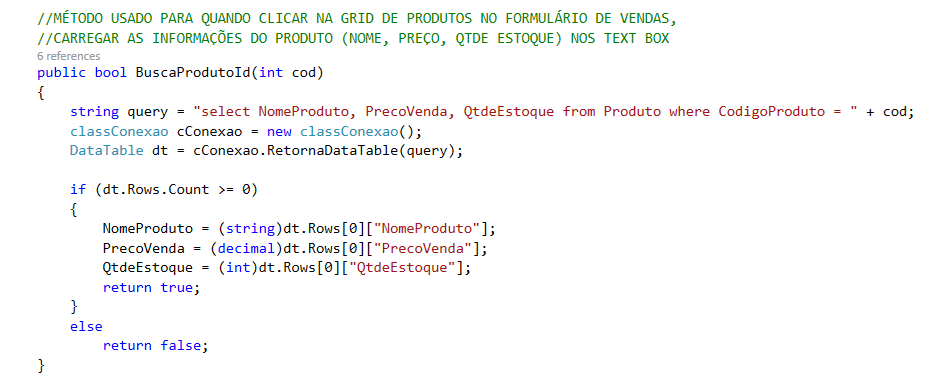 //MÉTODO USADO PARA QUANDO CLICAR NA GRID DE PRODUTOS NO FORMULÁRIO DE VENDAS,
//CARREGAR AS INFORMAÇÕES DO PRODUTO (NOME, PREÇO, QTDE ESTOQUE) NOS TEXT BOX
6 references
public bool BuscaProdutoId(int cod)
{
    string query = "select NomeProduto, PrecoVenda, QtdeEstoque from Produto where CodigoProduto = " + cod;
    classConexao cConexao = new classConexao();
    DataTable dt = cConexao.RetornaDataTable(query);
    if (dt.Rows.Count >= 0)
    {
        NomeProduto = (string)dt.Rows[0]["NomeProduto"];
        PrecoVenda = (decimal)dt.Rows[0]["PrecoVenda"];
        QtdeEstoque = (int)dt.Rows[0]["QtdeEstoque"];
        return true;
    }
    else
        return false;
}